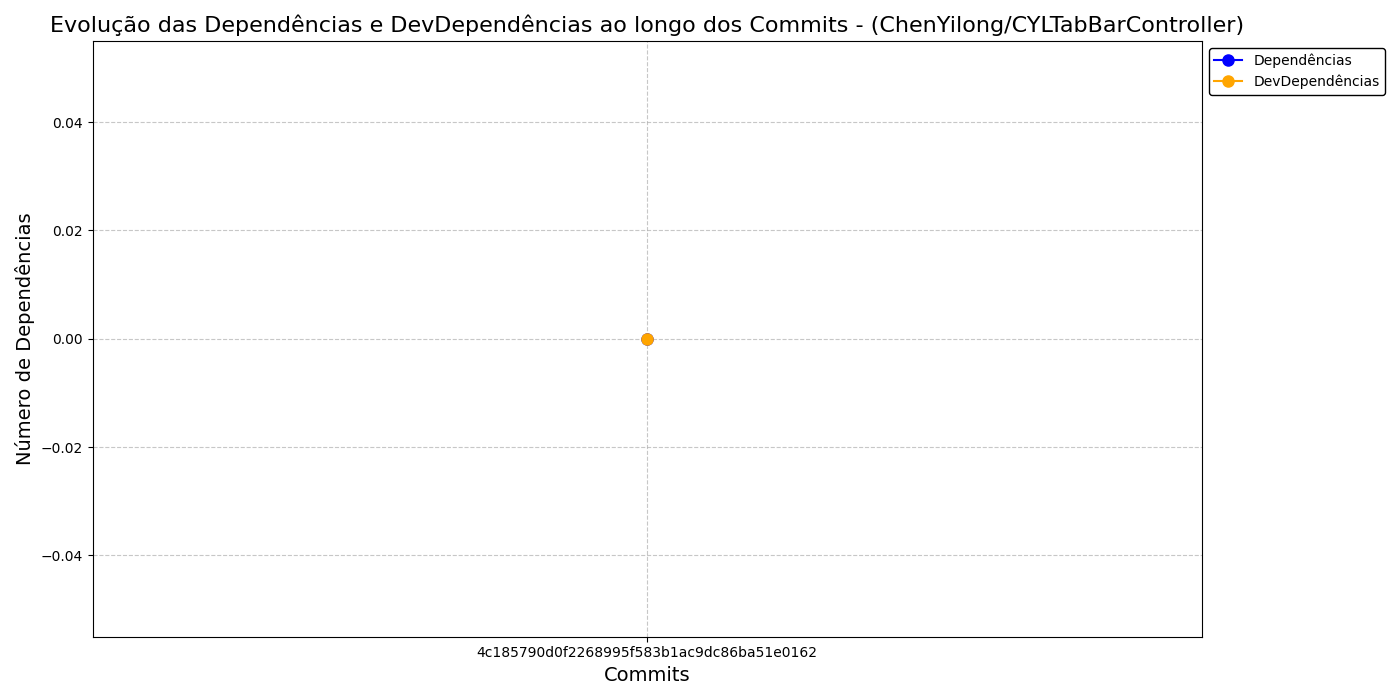 Evolução das Dependências e DevDependências ao longo dos Commits - (ChenYilong/CYLTabBarController)
Dependências
DevDependências
Número de Dependências
0.04
0.02
0.00
−0.02
−0.04
4c185790d0f2268995f583b1ac9dc86ba51e0162
Commits